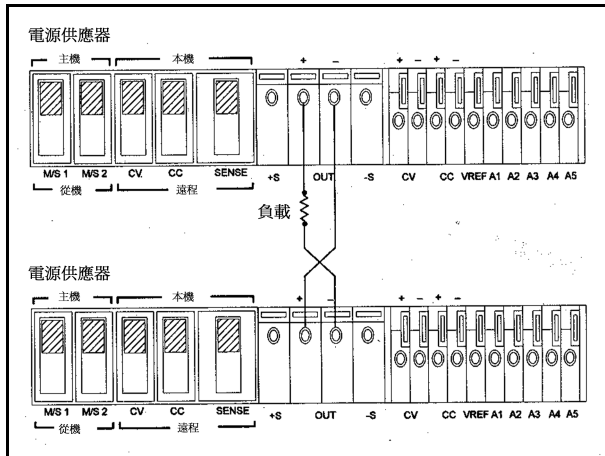 電源供應器
主機 本機
+ − + − + −
M/S 1 M/S 2 CV. CC SENSE +S OUT -S CV CC VREF A1 A2 A3 A4 A5
從機 遠程
負載
電源供應器
主機 本機
+ − + − + −
M/S 1 M/S 2 CV CC SENSE +S OUT -S CV CC VREF A1 A2 A3 A4 A5
從機 遠程